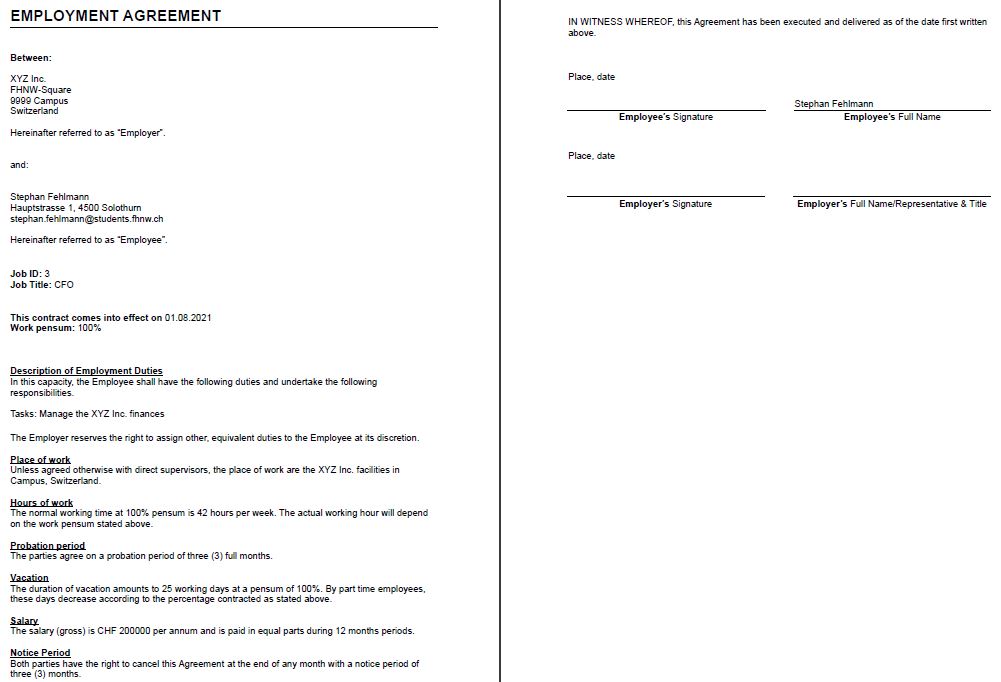 EMPLOYMENT AGREEMENT
Between:
XYZ Inc.
FHNW-Square
9999 Campus
Switzerland
Hereinafter referred to as “Employer”.
and:
Stephan Fehlmann
Hauptstrasse 1, 4500 Solothurn
stephan.fehlmann@students.fhnw.ch
Hereinafter referred to as “Employee”.
Job ID: 3
Job Title: CFO
This contract comes into effect on 01.08.2021
Work pensum: 100%
Description of Employment Duties
In this capacity, the Employee shall have the following duties and undertake the following
responsibilities.
Tasks: Manage the XYZ Inc. finances
The Employer reserves the right to assign other, equivalent duties to the Employee at its discretion.
Place of work
Unless agreed otherwise with direct supervisors, the place of work are the XYZ Inc. facilities in
Campus, Switzerland.
Hours of work
The normal working time at 100% pensum is 42 hours per week. The actual working hour will depend
on the work pensum stated above.
Probation period
The parties agree on a probation period of three (3) full months.
Vacation
The duration of vacation amounts to 25 working days at a pensum of 100%. By part time employees,
these days decrease according to the percentage contracted as stated above.
Salary
The salary (gross) is CHF 200000 per annum and is paid in equal parts during 12 months periods.
Notice Period
Both parties have the right to cancel this Agreement at the end of any month with a notice period of
three (3) months.
IN WITNESS WHEREOF, this Agreement has been executed and delivered as of the date first written
above.
Place, date
Stephan Fehlmann
Employee's Signature
Employee's Full Name
Place, date
Employer's Signature
Employer's Full Name/Representative & Title